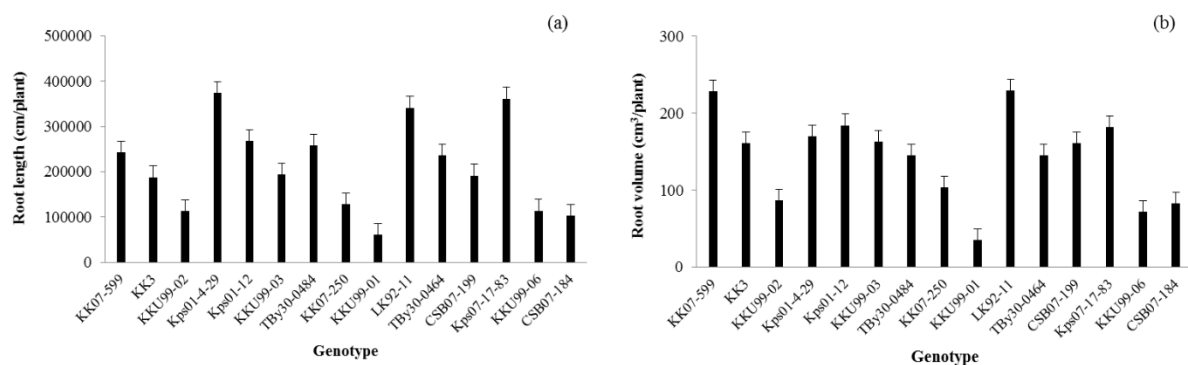 (a)
500000
400000
300000
200000
100000
0
Root length (cm/plant)
KK07-599
KK3
KKU99-02
Kps01-4-29
Kps01-12
KKU99-03
TBy30-0484
KK07-250
KKU99-01
LK92-11
TBy30-0464
CSB07-199
Kps07-17-83
KKU99-06
CSB07-184
Genotype
(b)
300
200
100
0
Root volume (cm³/plant)
KK07-599
KK3
KKU99-02
Kps01-4-29
Kps01-12
KKU99-03
TBy30-0484
KK07-250
KKU99-01
LK92-11
TBy30-0464
CSB07-199
Kps07-17-83
KKU99-06
CSB07-184
Genotype